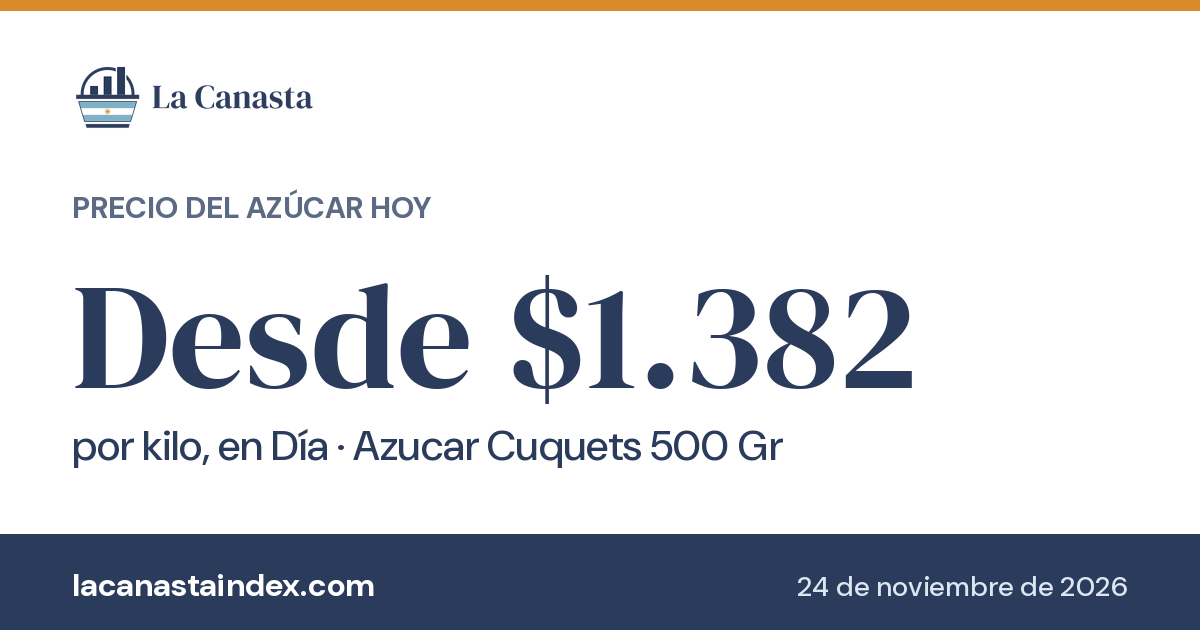 La Canasta
PRECIO DEL AZÚCAR HOY
Desde $1.382
por kilo, en Día · Azucar Cuquets 500 Gr
lacanastaindex.com
24 de noviembre de 2026